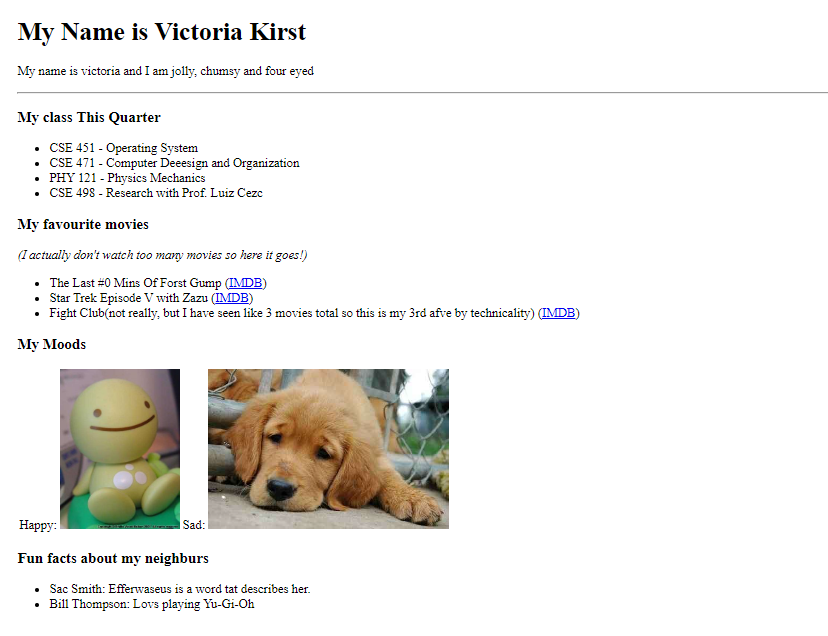 My Name is Victoria Kirst
My name is victoria and I am jolly, chumsy and four eyed
My class This Quarter
CSE 451 - Operating System
CSE 471 - Computer Deeesign and Organization
PHY 121 - Physics Mechanics
CSE 498 - Research with Prof. Luiz Cezc
My favourite movies
(I actually don't watch too many movies so here it goes!)
The Last #0 Mins Of Forst Gump (IMDB)
Star Trek Episode V with Zazu (IMDB)
Fight Club(not really, but I have seen like 3 movies total so this is my 3rd afve by technicality) (IMDB)
My Moods
Happy: Sad:
Fun facts about my neighburs
Sac Smith: Efferwaseus is a word tat describes her.
Bill Thompson: Lovs playing Yu-Gi-Oh